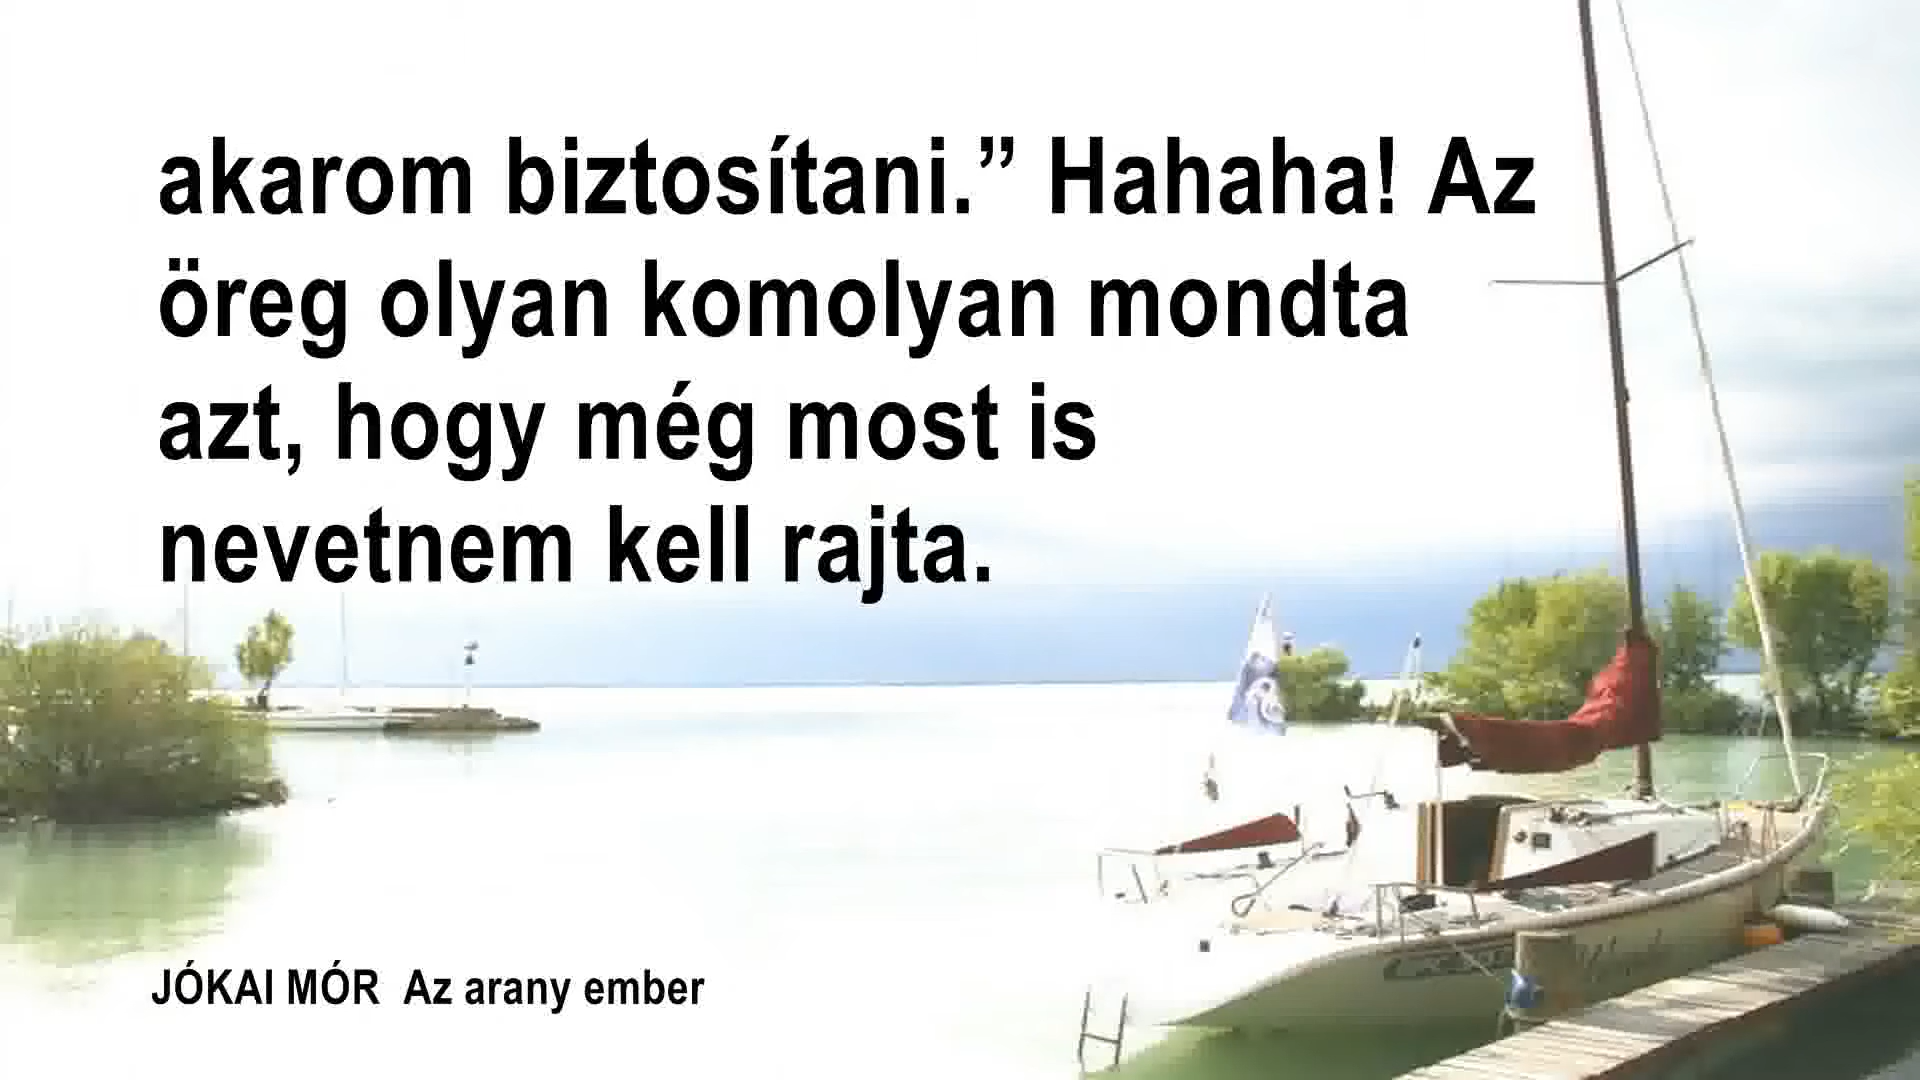 akarom biztosítani.” Hahaha! Az
öreg olyan komolyan mondta
azt, hogy még most is
nevetnem kell rajta.
JÓKAI MÓR Az arany ember